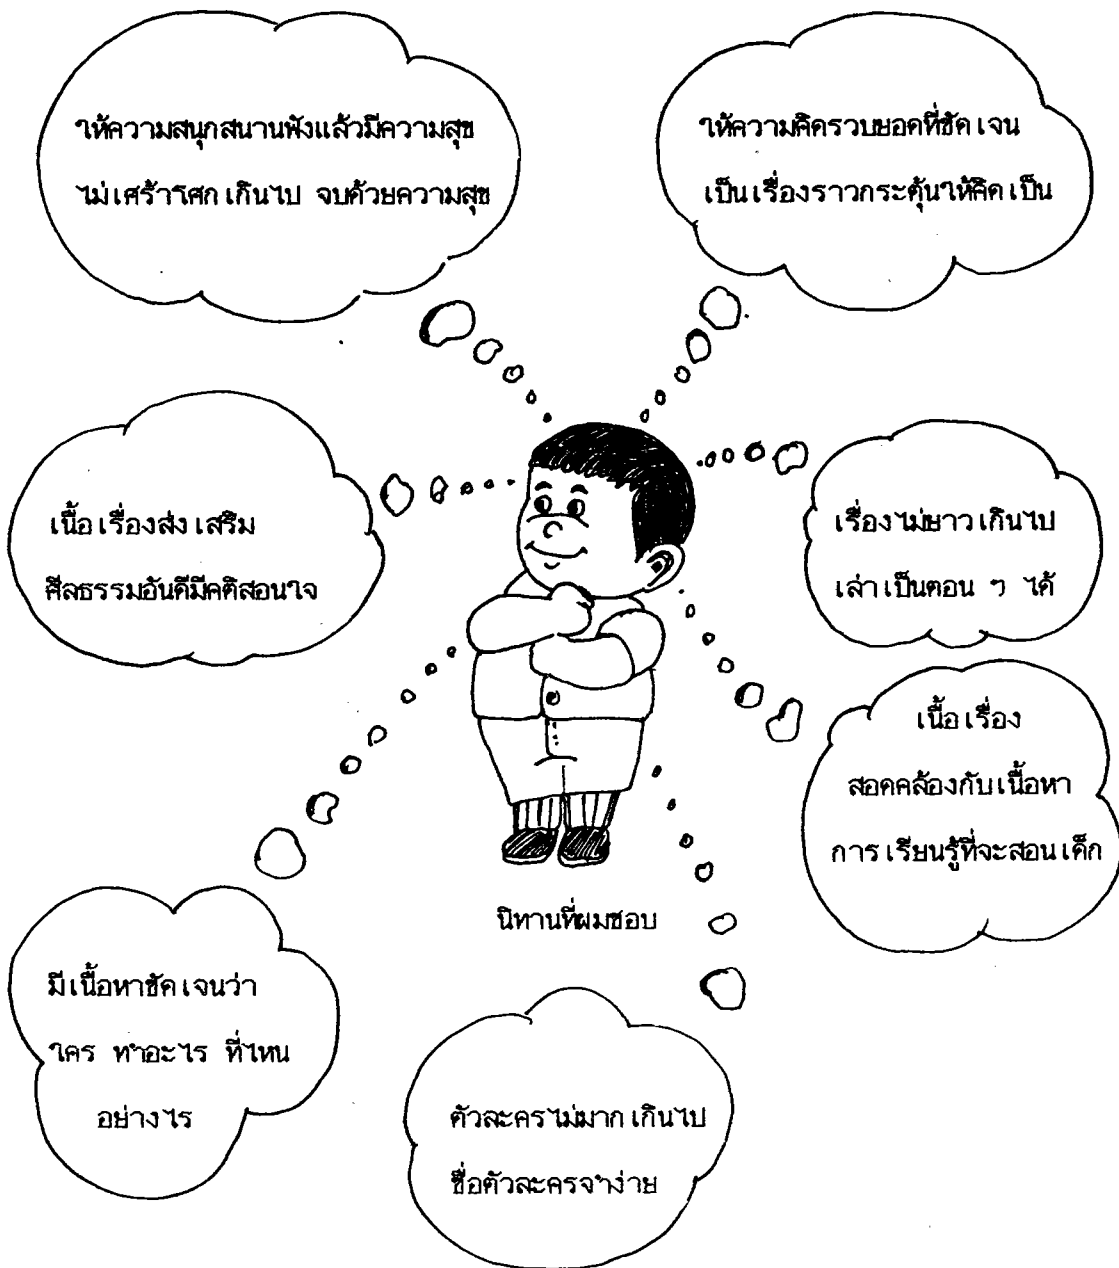 ให้ความสนุกสนานฟังแล้วมีความสุข
ไม่เศร้าโศกเกินไป จบด้วยความสุข
ให้ความคิดรวบยอดที่ชัดเจน
เป็นเรื่องราวกระตุ้นให้คิดเป็น
เนื้อเรื่องส่งเสริม
ศีลธรรมอันดีมีคติสอนใจ
เรื่องไม่ยาวเกินไป
เล่าเป็นตอน ๆ ได้
เนื้อเรื่อง
สอดคล้องกับเนื้อหา
การเรียนรู้ที่จะสอนเด็ก
นิทานที่ผมชอบ
มีเนื้อหาชัดเจนว่า
ใคร ทำอะไร ที่ไหน
อย่างไร
ตัวละครไม่มากเกินไป
ชื่อตัวละครจำง่าย